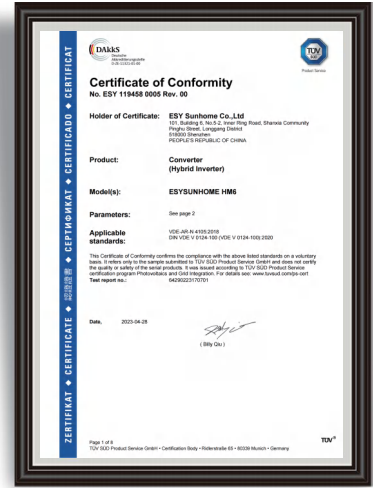 DAkkS
Deutsche
Akkreditierungsstelle
TÜV
SÜD
Product Service
Certificate of Conformity
No. ESY 119458 0005 Rev. 00
Holder of Certificate: ESY Sunhome Co.,Ltd
101, Building 6, No.5-2, Inner Ring Road, Shanxia Community
Pinghu Street, Longgang District
518000 Shenzhen
PEOPLE'S REPUBLIC OF CHINA
Product: Converter
(Hybrid Inverter)
Model(s): ESYSUNHOME HM6
Parameters: See page 2
Applicable VDE-AR-N 4105:2018
standards: DIN VDE V 0124-100 (VDE V 0124-100):2020
This Certificate of Conformity confirms the compliance with the above listed standards on a voluntary
basis. It refers only to the sample submitted to TÜV SÜD Product Service GmbH and does not certify
the quality or safety of the serial products. It was issued according to TÜV SÜD Product Service
certification program Photovoltaics and Grid Integration. For details see: www.tuvsud.com/ps-cert
Test report no.: 64290223170701
Date, 2023-04-28
( Billy Qiu )
Page 1 of 8
TÜV SÜD Product Service GmbH • Certification Body • Ridlerstraße 65 • 80339 Munich • Germany
TÜV®
ZERTIFIKAT ◆ CERTIFICATE ◆ 認證證書 ◆ СЕРТИФИКАТ ◆ CERTIFICADO ◆ CERTIFICAT